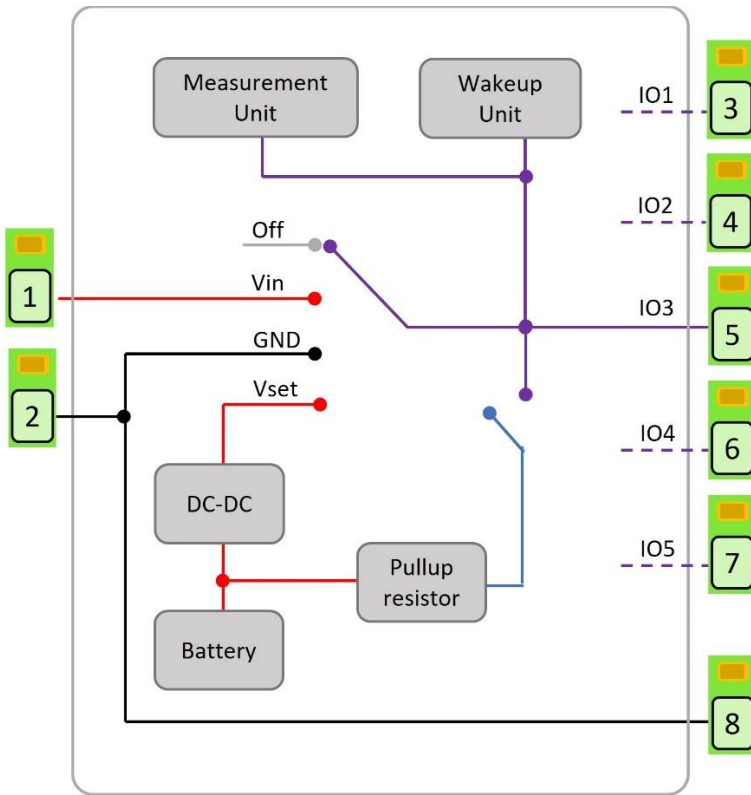 Measurement
Unit
Wakeup
Unit
IO1
3
IO2
4
Off
Vin
1
IO3
5
GND
2
Vset
IO4
6
DC-DC
IO5
7
Pullup
resistor
Battery
8